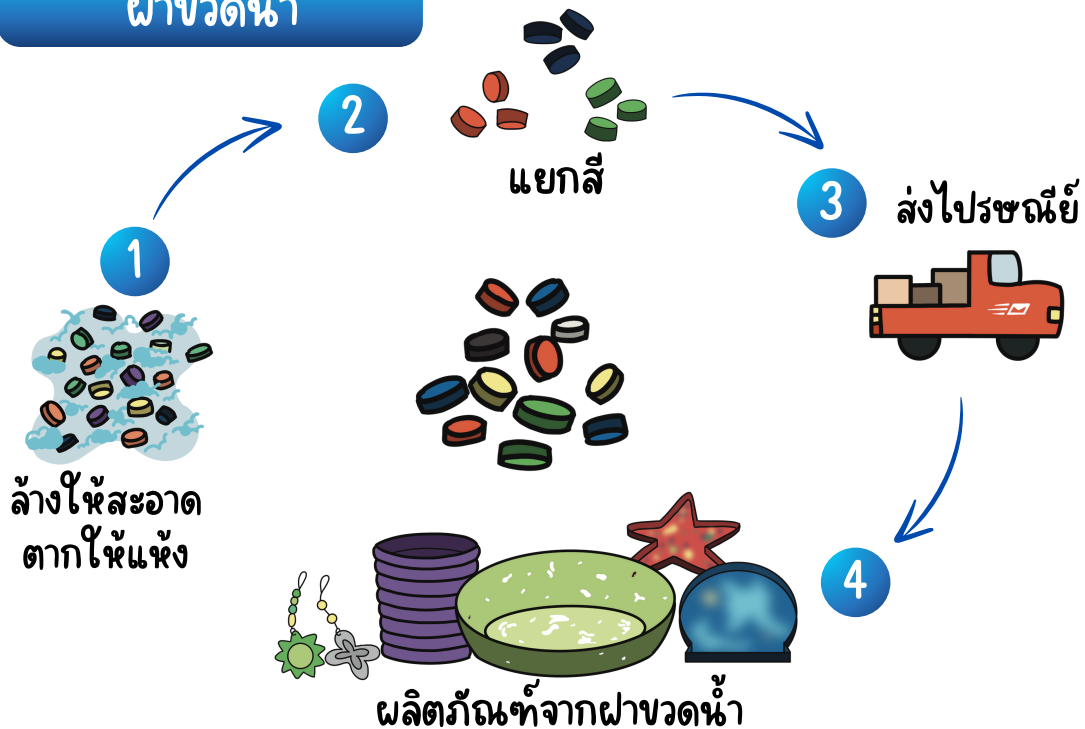 ฝาขวดน้ำ
2
แยกสี
3
ส่งไปรษณีย์
1
ล้างให้สะอาด
ตากให้แห้ง
4
ผลิตภัณฑ์จากฝาขวดน้ำ